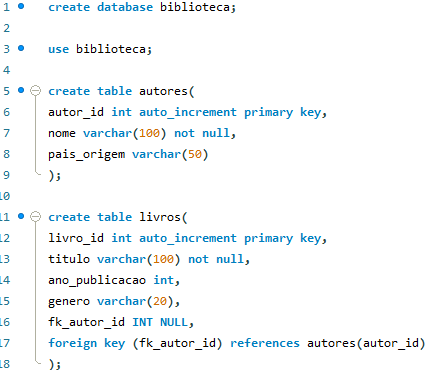 1 create database biblioteca;
2
3 use biblioteca;
4
5 create table autores(
6 autor_id int auto_increment primary key,
7 nome varchar(100) not null,
8 pais_origem varchar(50)
9 );
10
11 create table livros(
12 livro_id int auto_increment primary key,
13 titulo varchar(100) not null,
14 ano_publicacao int,
15 genero varchar(20),
16 fk_autor_id INT NULL,
17 foreign key (fk_autor_id) references autores(autor_id)
18 );